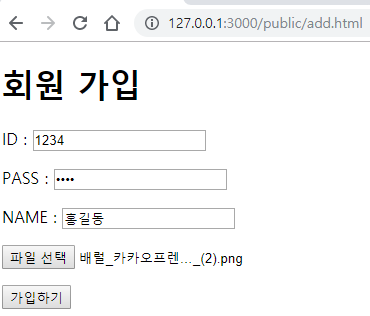 127.0.0.1:3000/public/add.html
회원 가입
ID : 1234
PASS : ••••
NAME : 홍길동
파일 선택 배럴_카카오프렌…_(2).png
가입하기